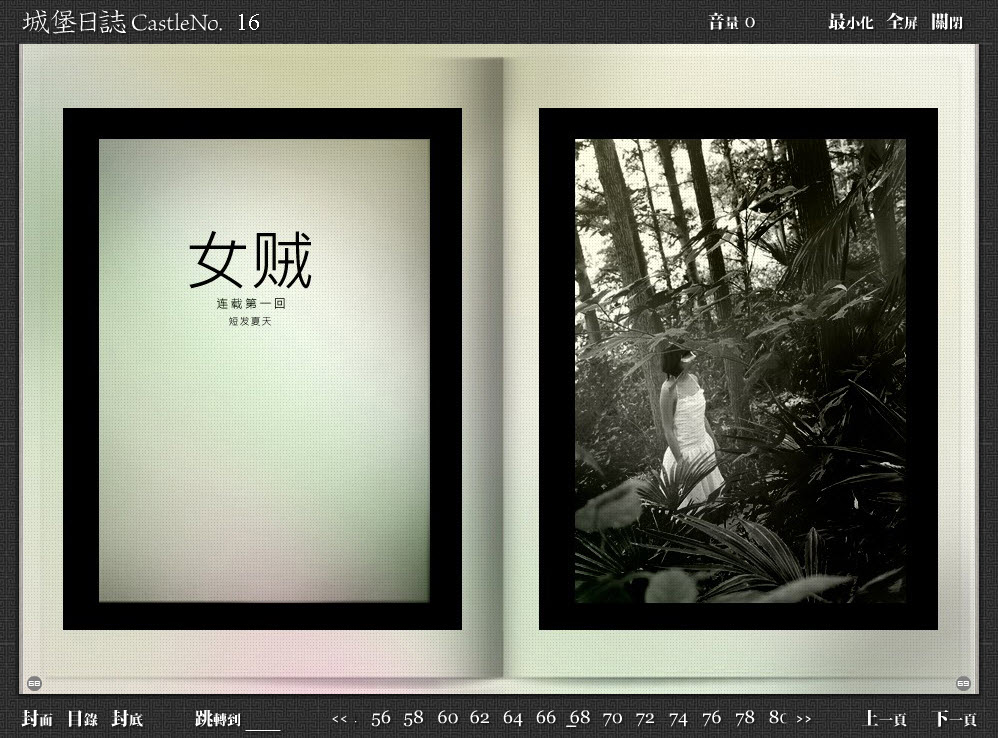 城堡日誌 CastleNo. 16
音量 0 最小化 全屏 關閉
女贼
连载第一回
短发夏天
68
69
封面 目錄 封底 跳轉到 << . 56 58 60 62 64 66 68 70 72 74 76 78 80 >> 上一頁 下一頁